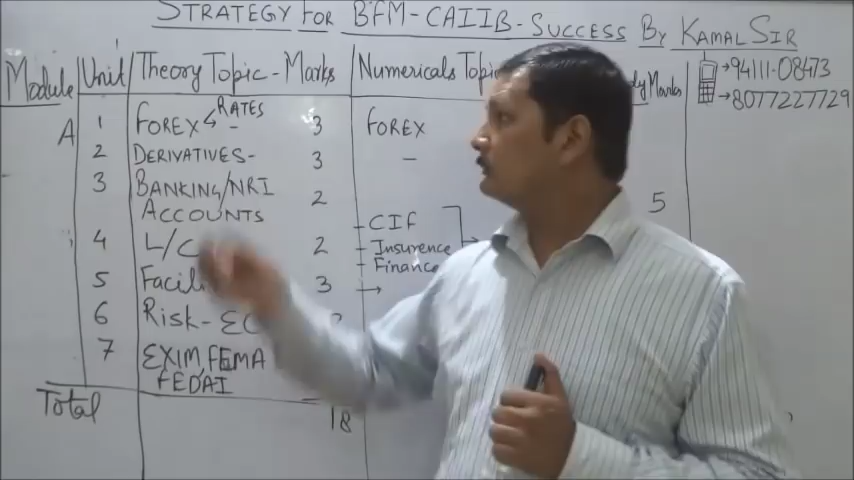 STRATEGY FOR BFM-CAIIB-SUCCESS BY KAMAL SIR
Module Unit Theory Topic - Marks Numericals Marks
→94111-08473
→8077227729
A 1 FOREX RATES - 3 FOREX
2 DERIVATIVES- 3 -
3 BANKING/NRI ACCOUNTS 2 5
4 L/C 2 - CIF
- Insurence
- Finance
5 3 →
6 Risk-
7 EXIM, FEMA
FEDAI
Total 18